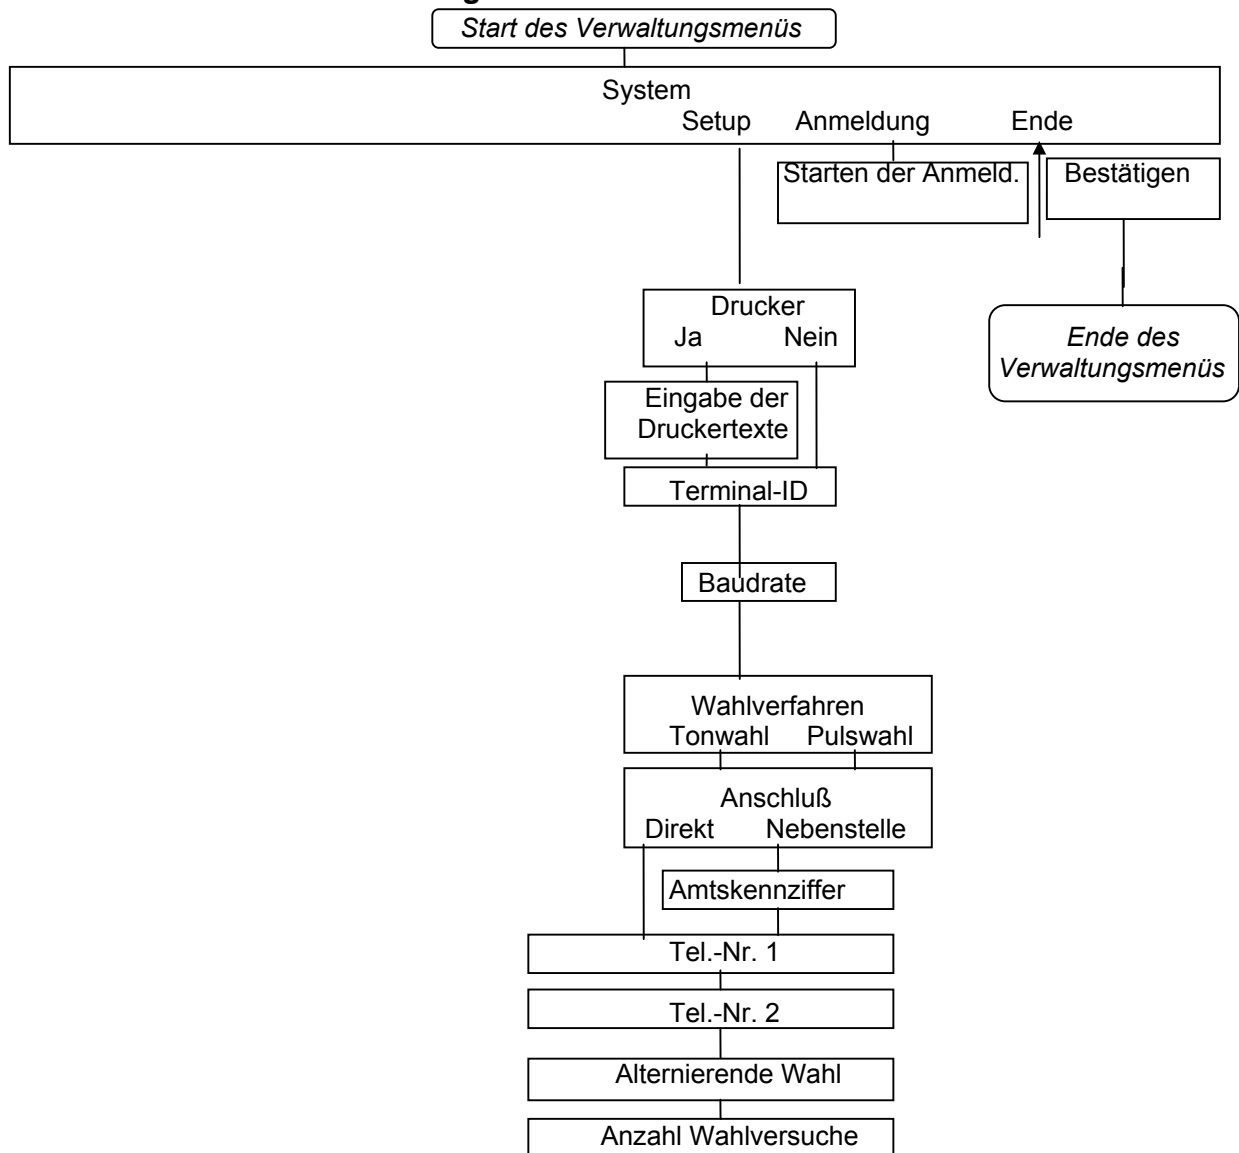 Start des Verwaltungsmenüs
System
Setup Anmeldung Ende
Starten der Anmeld. Bestätigen
Drucker
Ja Nein
Ende des
Verwaltungsmenüs
Eingabe der
Druckertexte
Terminal-ID
Baudrate
Wahlverfahren
Tonwahl Pulswahl
Anschluß
Direkt Nebenstelle
Amtskennziffer
Tel.-Nr. 1
Tel.-Nr. 2
Alternierende Wahl
Anzahl Wahlversuche